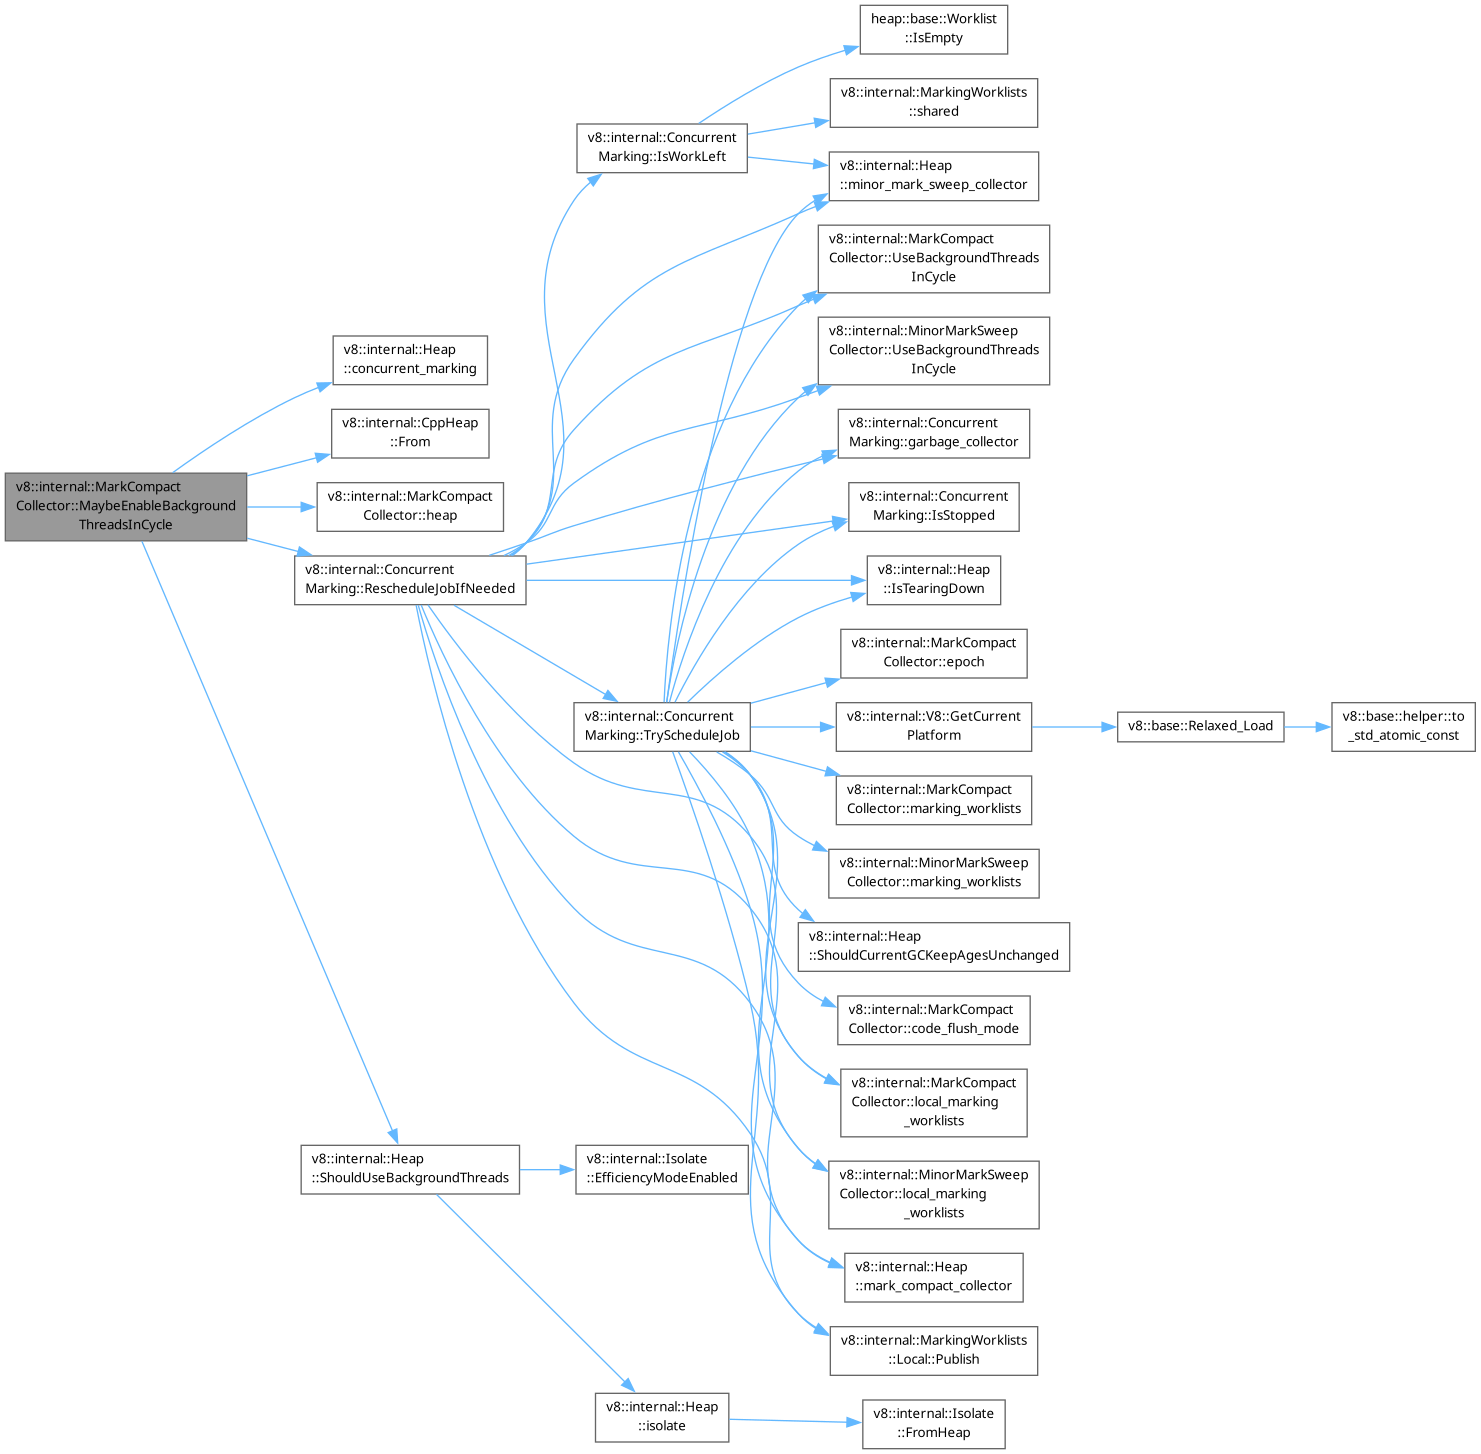 heap::base::Worklist
::IsEmpty
v8::internal::MarkingWorklists
::shared
v8::internal::Concurrent
Marking::IsWorkLeft
v8::internal::Heap
::minor_mark_sweep_collector
v8::internal::MarkCompact
Collector::UseBackgroundThreads
InCycle
v8::internal::MinorMarkSweep
Collector::UseBackgroundThreads
InCycle
v8::internal::Heap
::concurrent_marking
v8::internal::CppHeap
::From
v8::internal::Concurrent
Marking::garbage_collector
v8::internal::MarkCompact
Collector::MaybeEnableBackground
ThreadsInCycle
v8::internal::MarkCompact
Collector::heap
v8::internal::Concurrent
Marking::IsStopped
v8::internal::Concurrent
Marking::RescheduleJobIfNeeded
v8::internal::Heap
::IsTearingDown
v8::internal::MarkCompact
Collector::epoch
v8::internal::Concurrent
Marking::TryScheduleJob
v8::internal::V8::GetCurrent
Platform
v8::base::Relaxed_Load
v8::base::helper::to
_std_atomic_const
v8::internal::MarkCompact
Collector::marking_worklists
v8::internal::MinorMarkSweep
Collector::marking_worklists
v8::internal::Heap
::ShouldCurrentGCKeepAgesUnchanged
v8::internal::MarkCompact
Collector::code_flush_mode
v8::internal::MarkCompact
Collector::local_marking
_worklists
v8::internal::Heap
::ShouldUseBackgroundThreads
v8::internal::Isolate
::EfficiencyModeEnabled
v8::internal::MinorMarkSweep
Collector::local_marking
_worklists
v8::internal::Heap
::mark_compact_collector
v8::internal::MarkingWorklists
::Local::Publish
v8::internal::Heap
::isolate
v8::internal::Isolate
::FromHeap